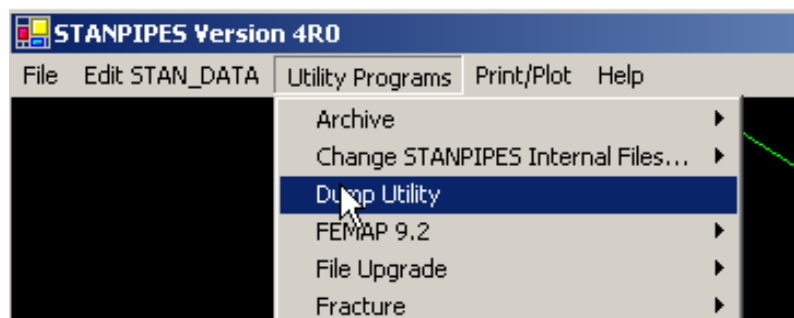 STANPIPES Version 4R0
File Edit STAN_DATA Utility Programs Print/Plot Help
Archive
Change STANPIPES Internal Files...
Dump Utility
FEMAP 9.2
File Upgrade
Fracture